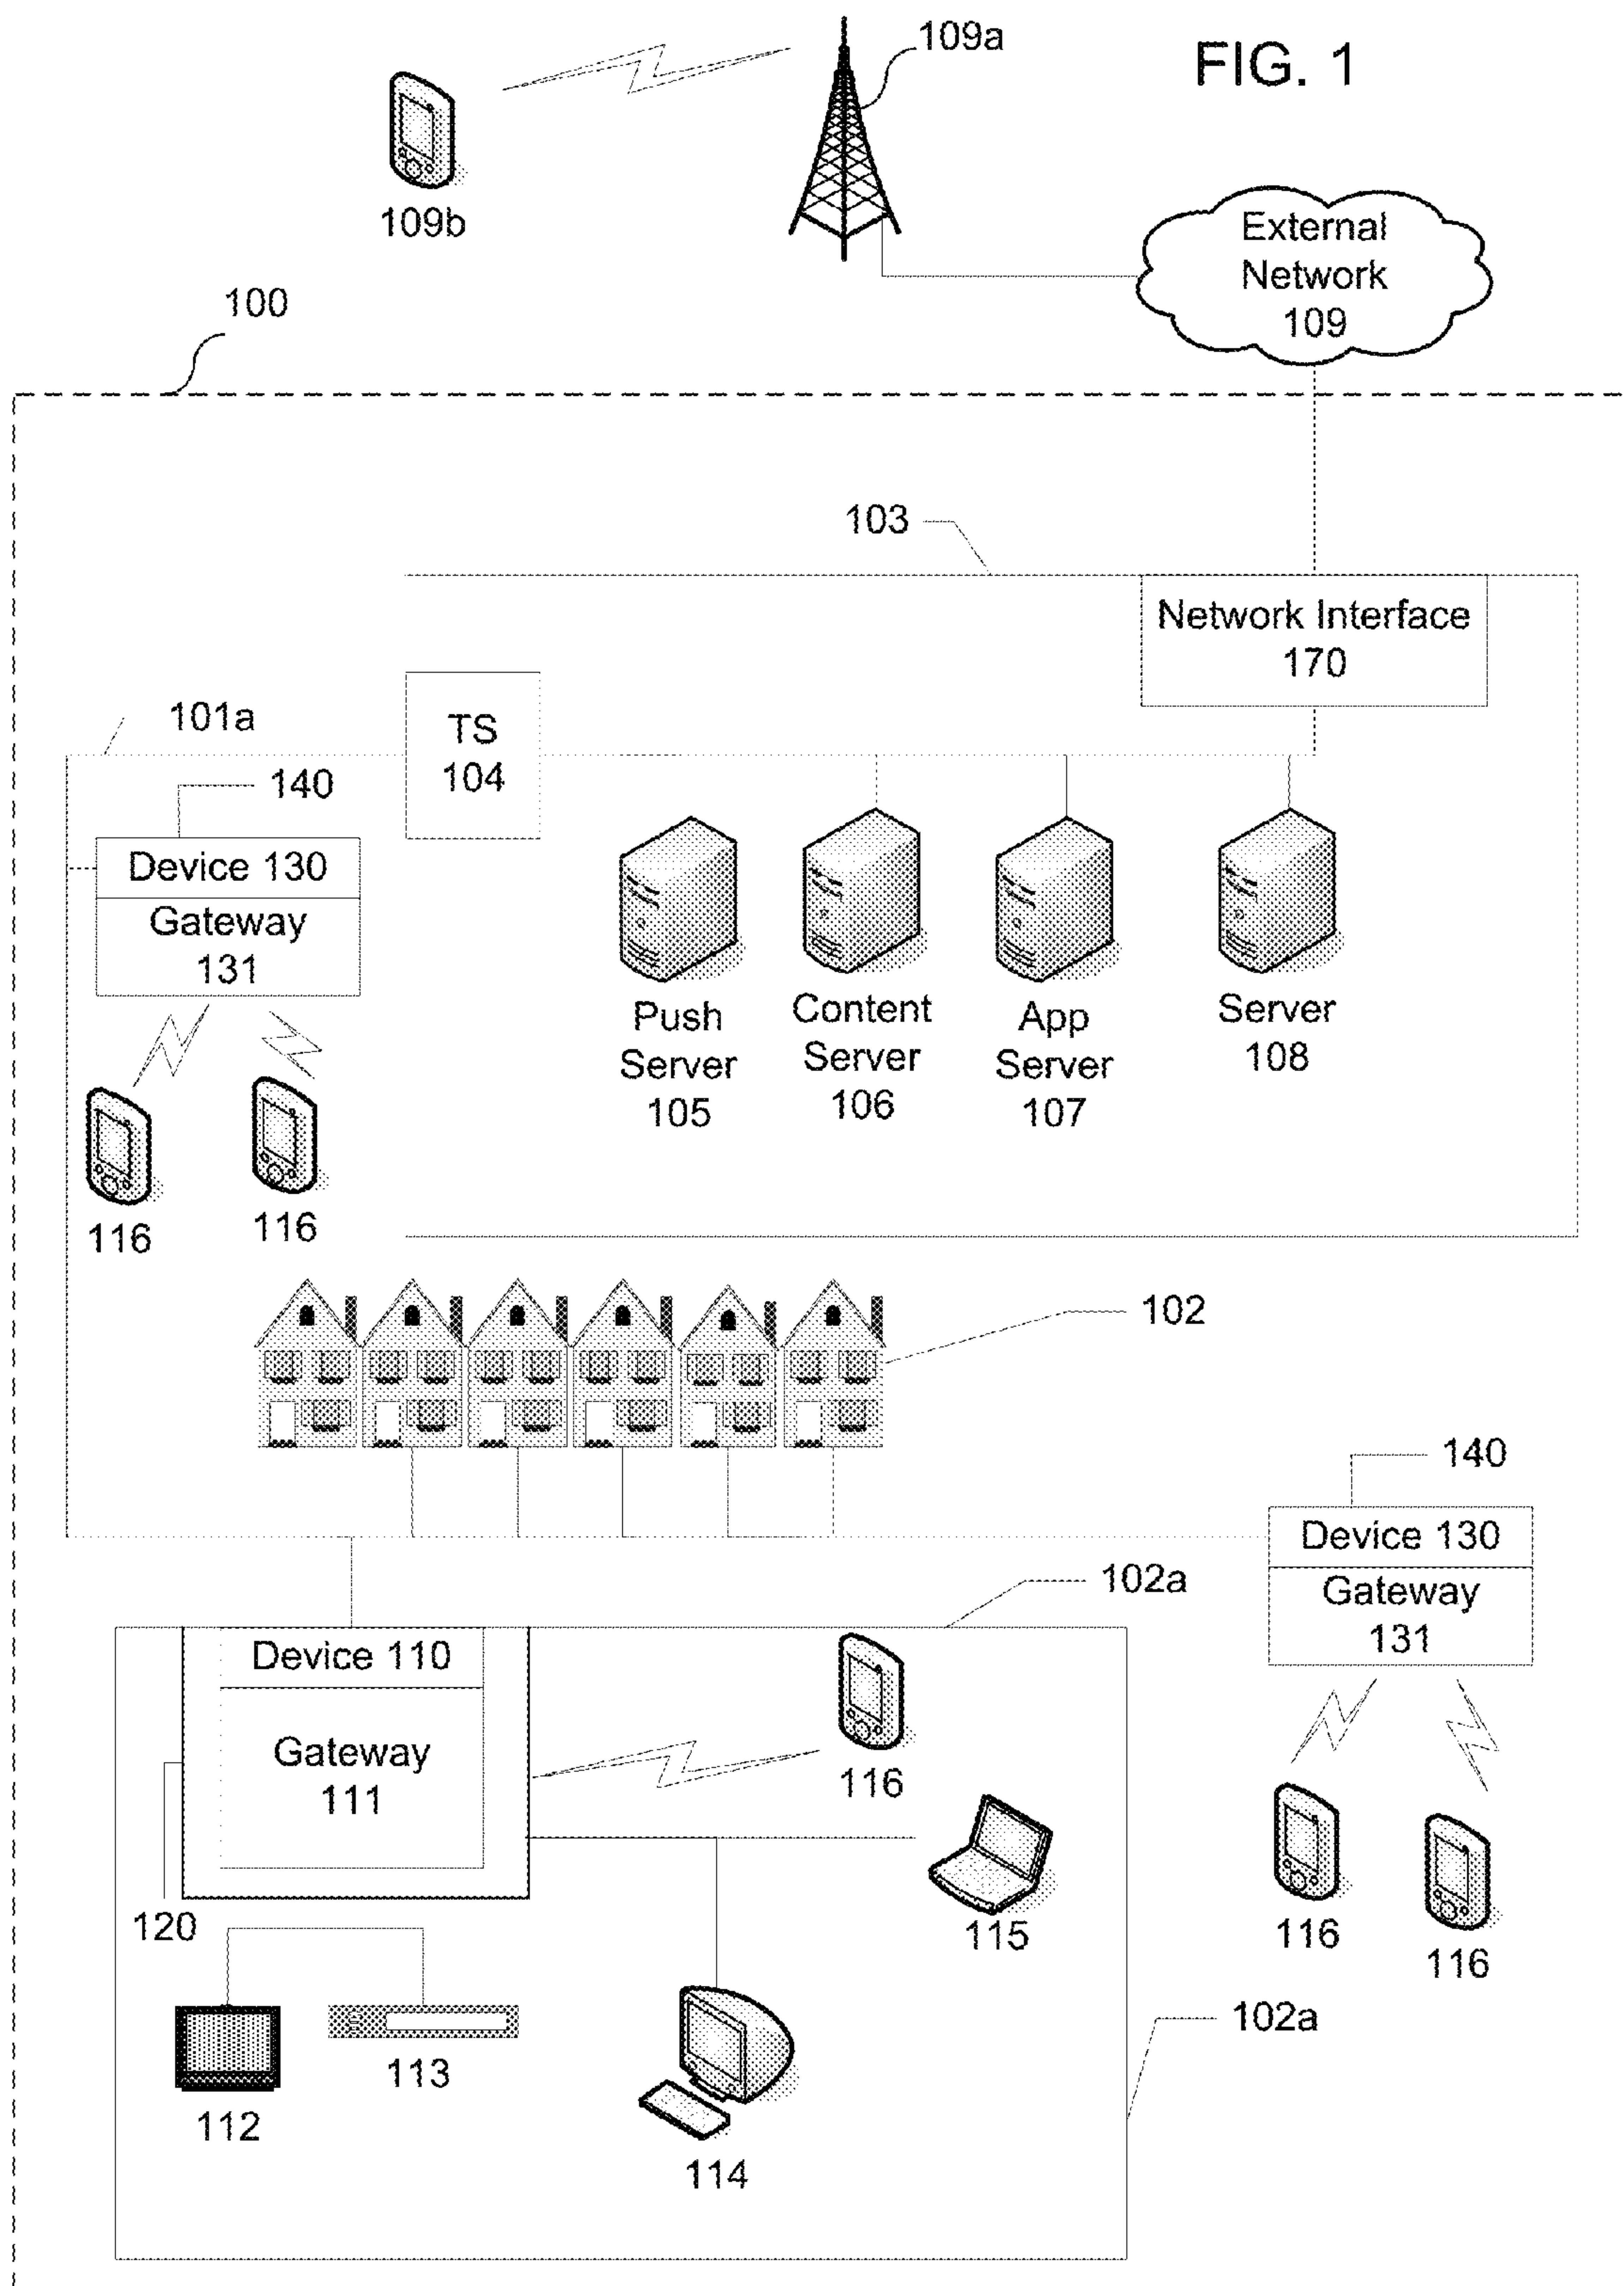 109a
FIG. 1
109b
External
Network
109
100
103
Network Interface
170
101a
TS
104
140
Device 130
Gateway
131
Push
Server
105
Content
Server
106
App
Server
107
Server
108
116
116
102
140
Device 130
Gateway
131
102a
Device 110
Gateway
111
116
120
115
116
116
102a
113
112
114